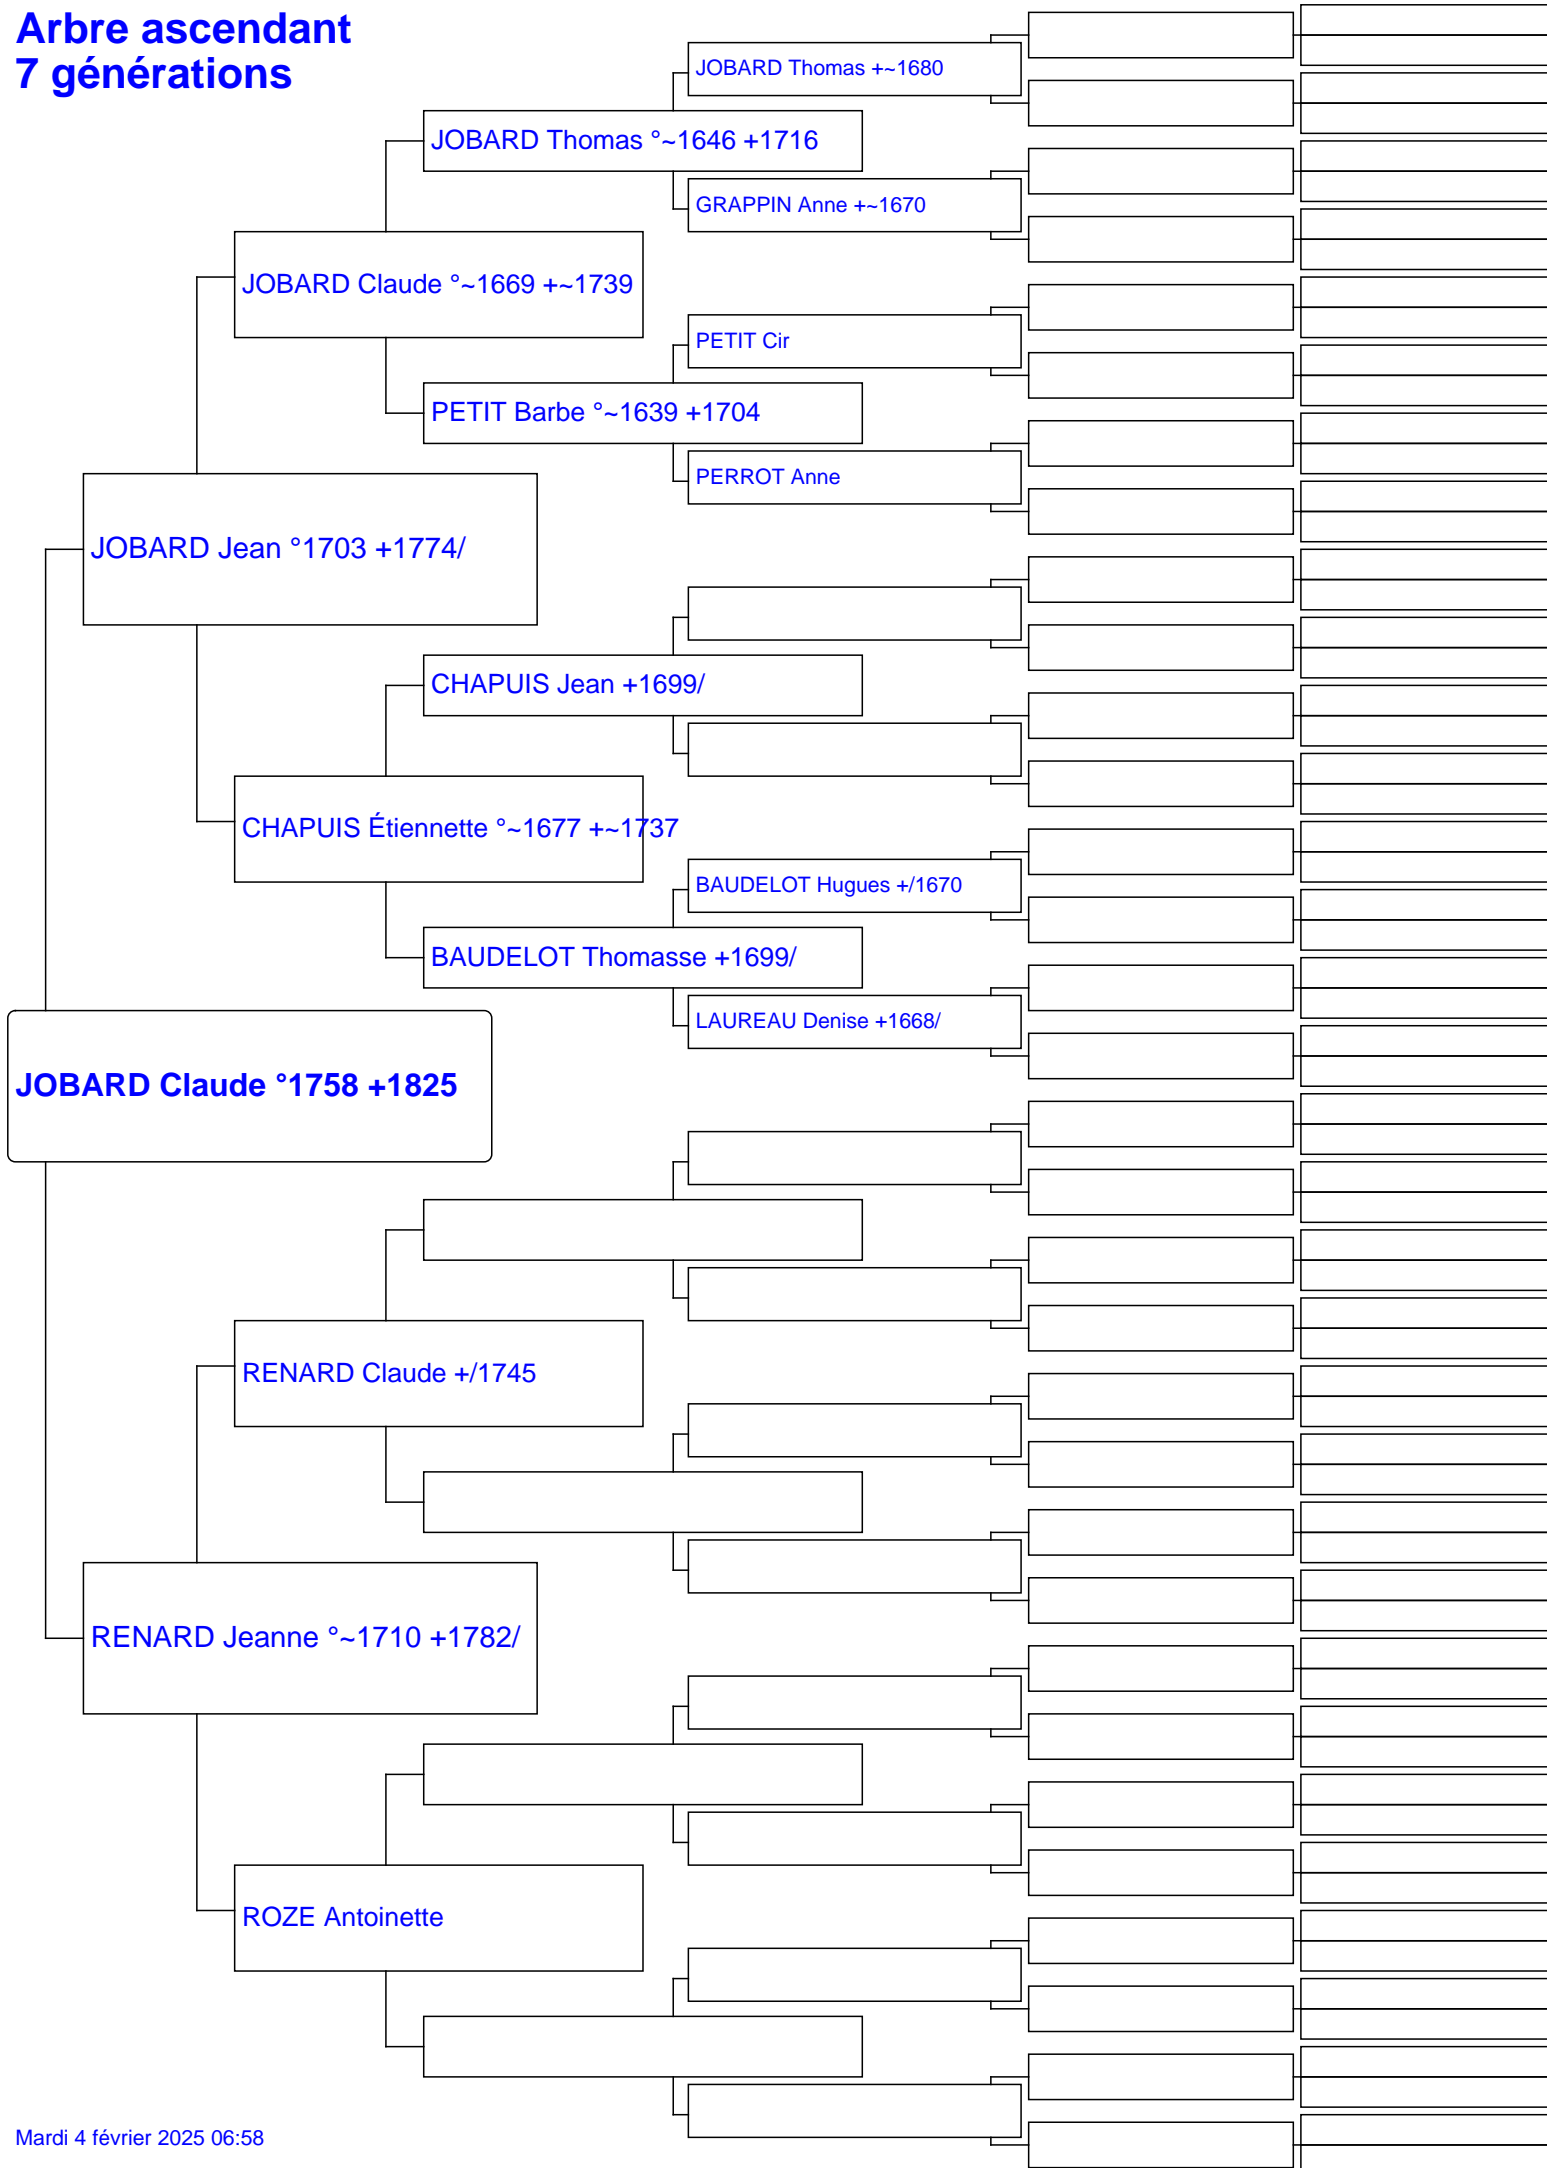 Arbre ascendant
7 générations
JOBARD Thomas +~1680
JOBARD Thomas °~1646 +1716
GRAPPIN Anne +~1670
JOBARD Claude °~1669 +~1739
PETIT Cir
PETIT Barbe °~1639 +1704
PERROT Anne
JOBARD Jean °1703 +1774/
CHAPUIS Jean +1699/
CHAPUIS Étiennette °~1677 +~1737
BAUDELOT Hugues +/1670
BAUDELOT Thomasse +1699/
LAUREAU Denise +1668/
JOBARD Claude °1758 +1825
RENARD Claude +/1745
RENARD Jeanne °~1710 +1782/
ROZE Antoinette
Mardi 4 février 2025 06:58